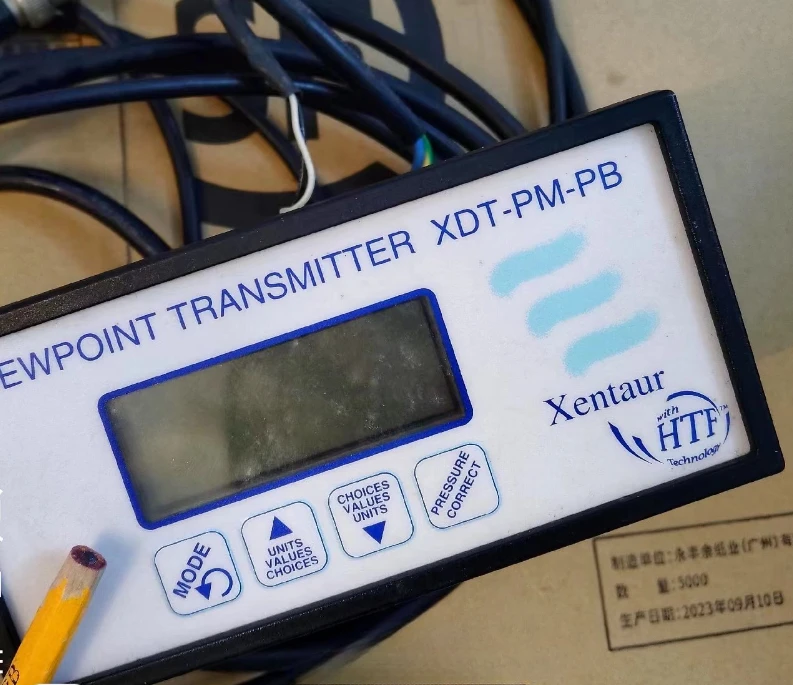 EWPOINT TRANSMITTER XDT-PM-PB
Xentaur
with
HTF™
Technology
MODE
UNITS
VALUES
CHOICES
CHOICES
VALUES
UNITS
PRESSURE
CORRECT
制造单位:永丰余纸业(广州)有
数 量:5000
生产日期:2023年09月10日